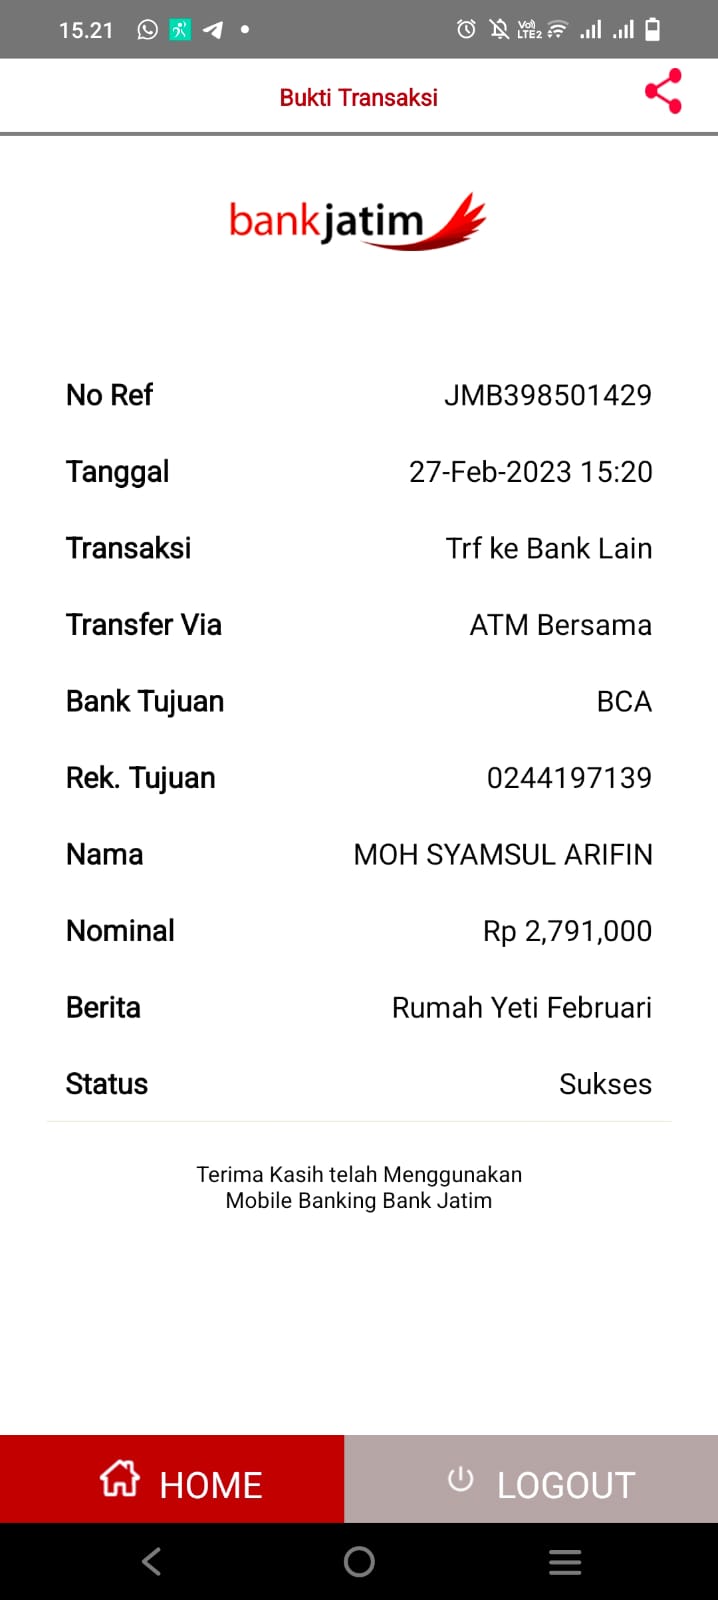 15.21
Vo)) LTE2
Bukti Transaksi
bankjatim
No Ref JMB398501429
Tanggal 27-Feb-2023 15:20
Transaksi Trf ke Bank Lain
Transfer Via ATM Bersama
Bank Tujuan BCA
Rek. Tujuan 0244197139
Nama MOH SYAMSUL ARIFIN
Nominal Rp 2,791,000
Berita Rumah Yeti Februari
Status Sukses
Terima Kasih telah Menggunakan
Mobile Banking Bank Jatim
HOME LOGOUT